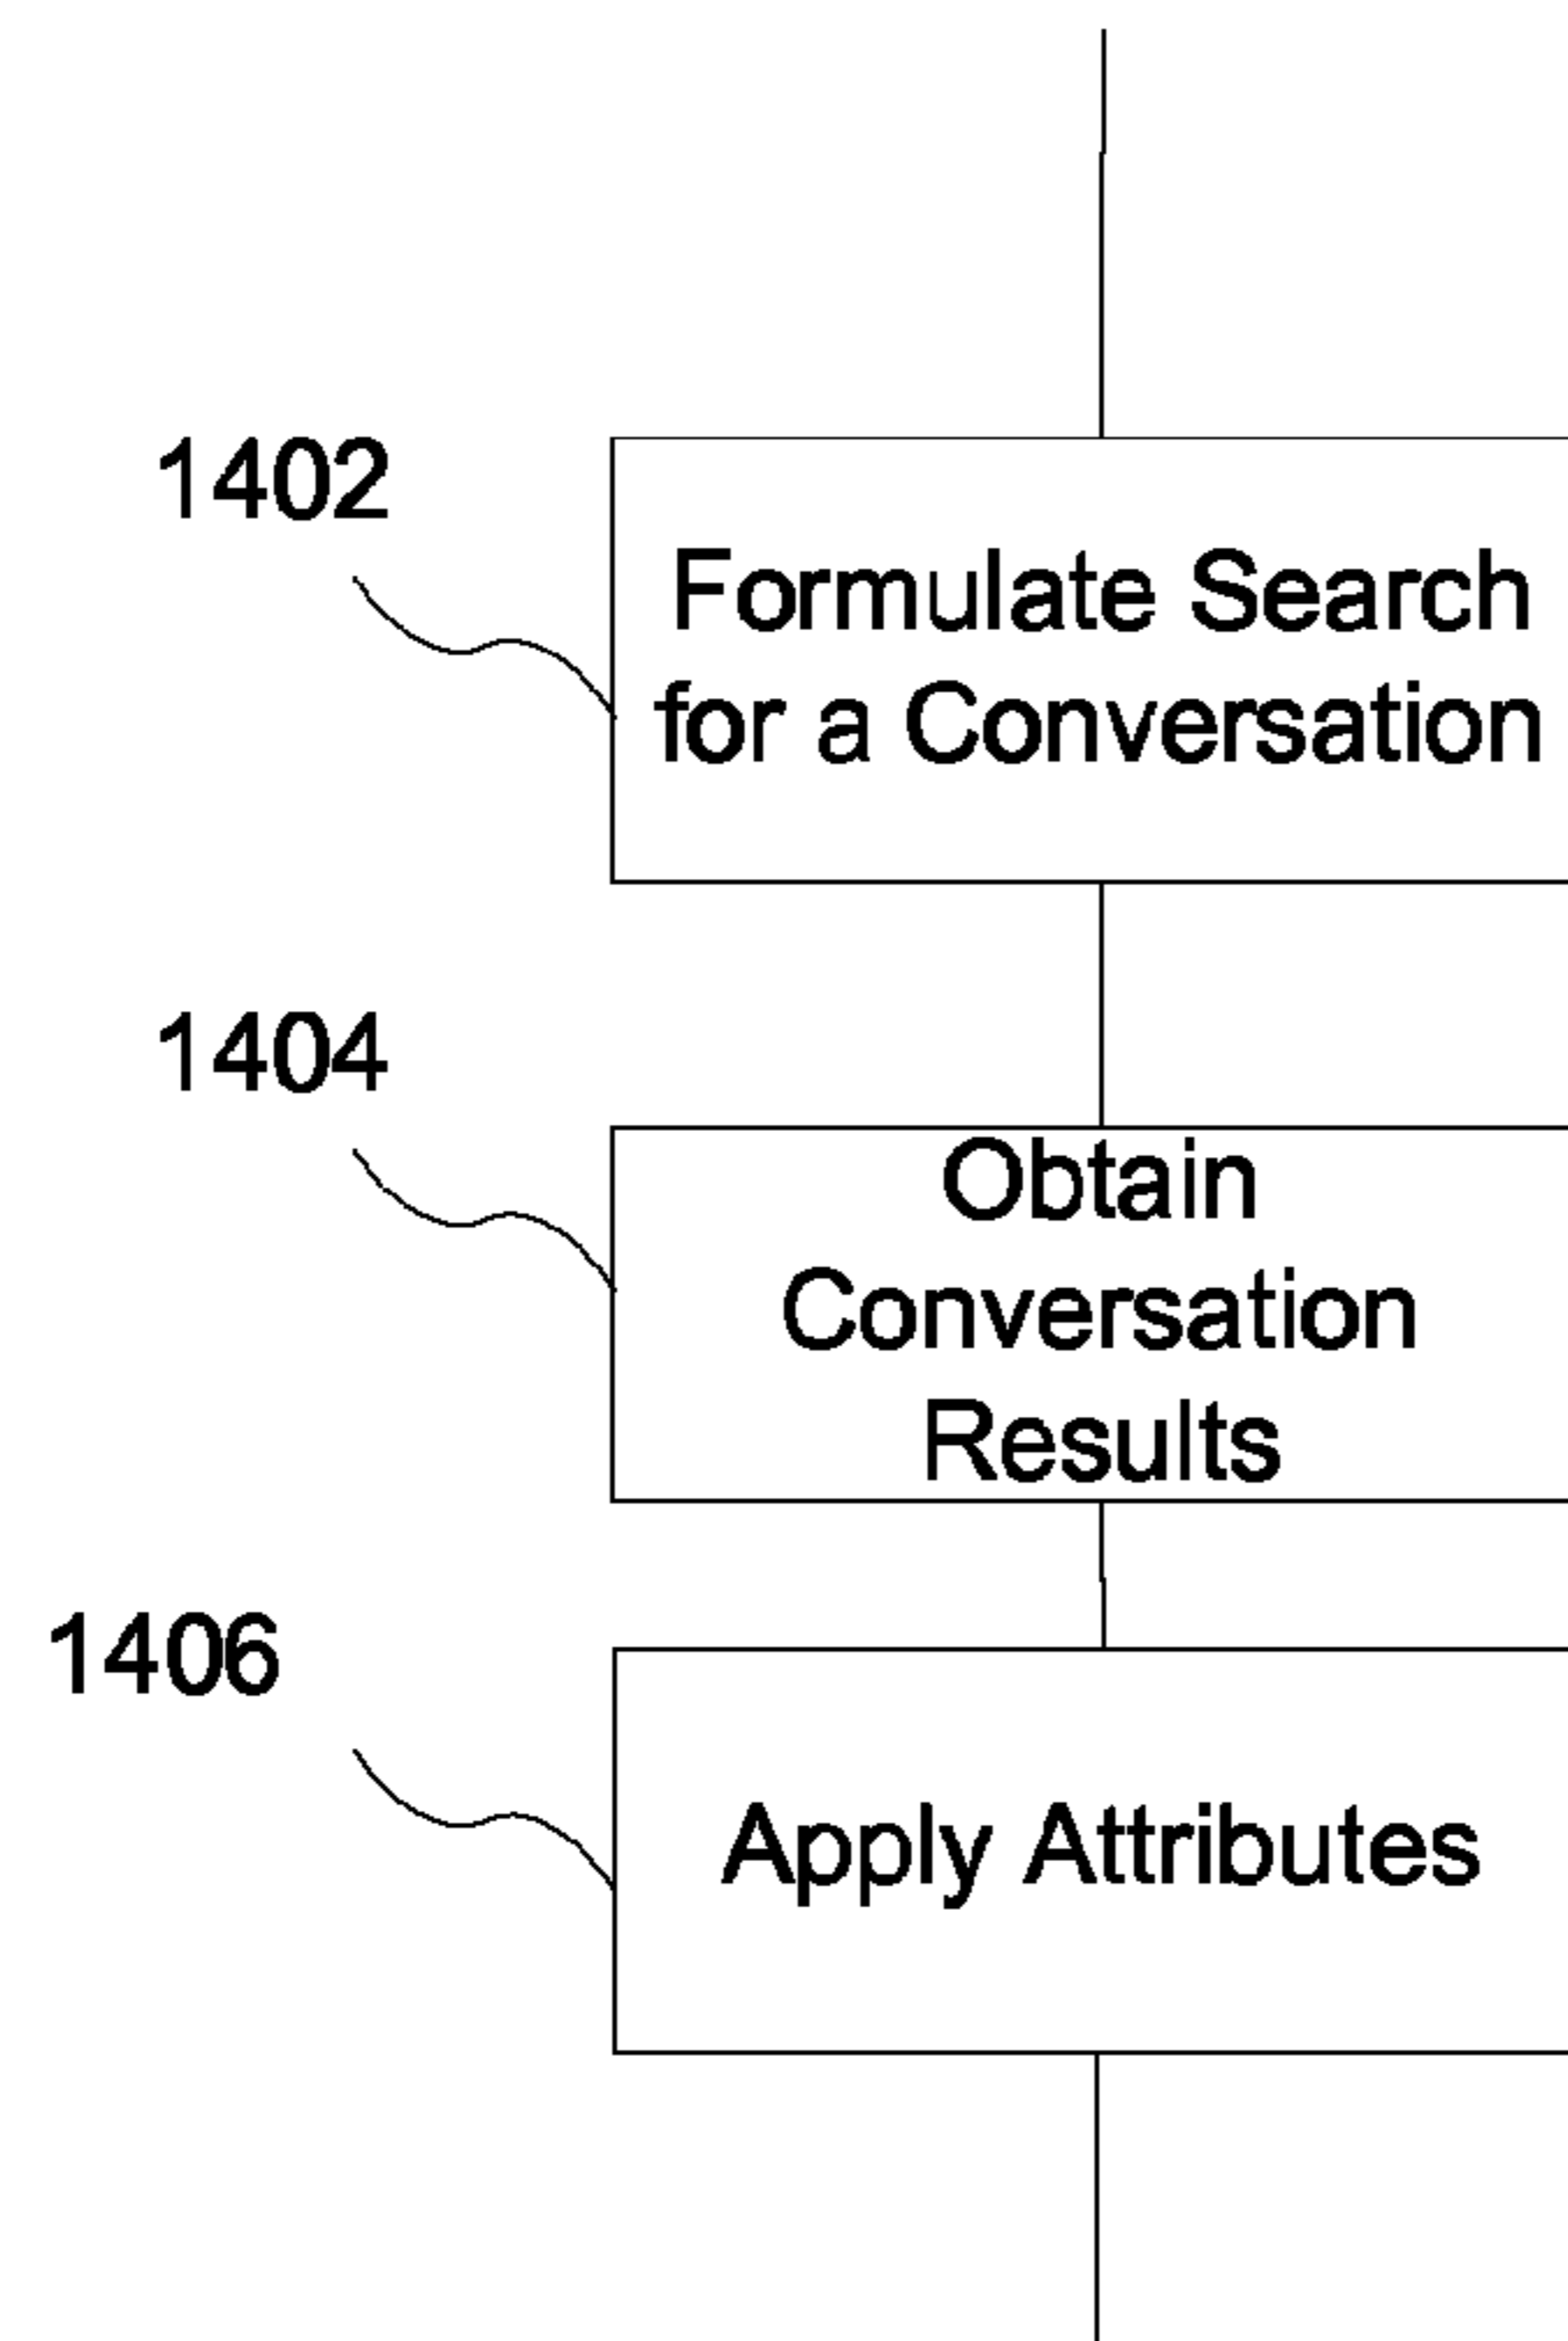 1402
Formulate Search
for a Conversation
1404
Obtain
Conversation
Results
1406
Apply Attributes